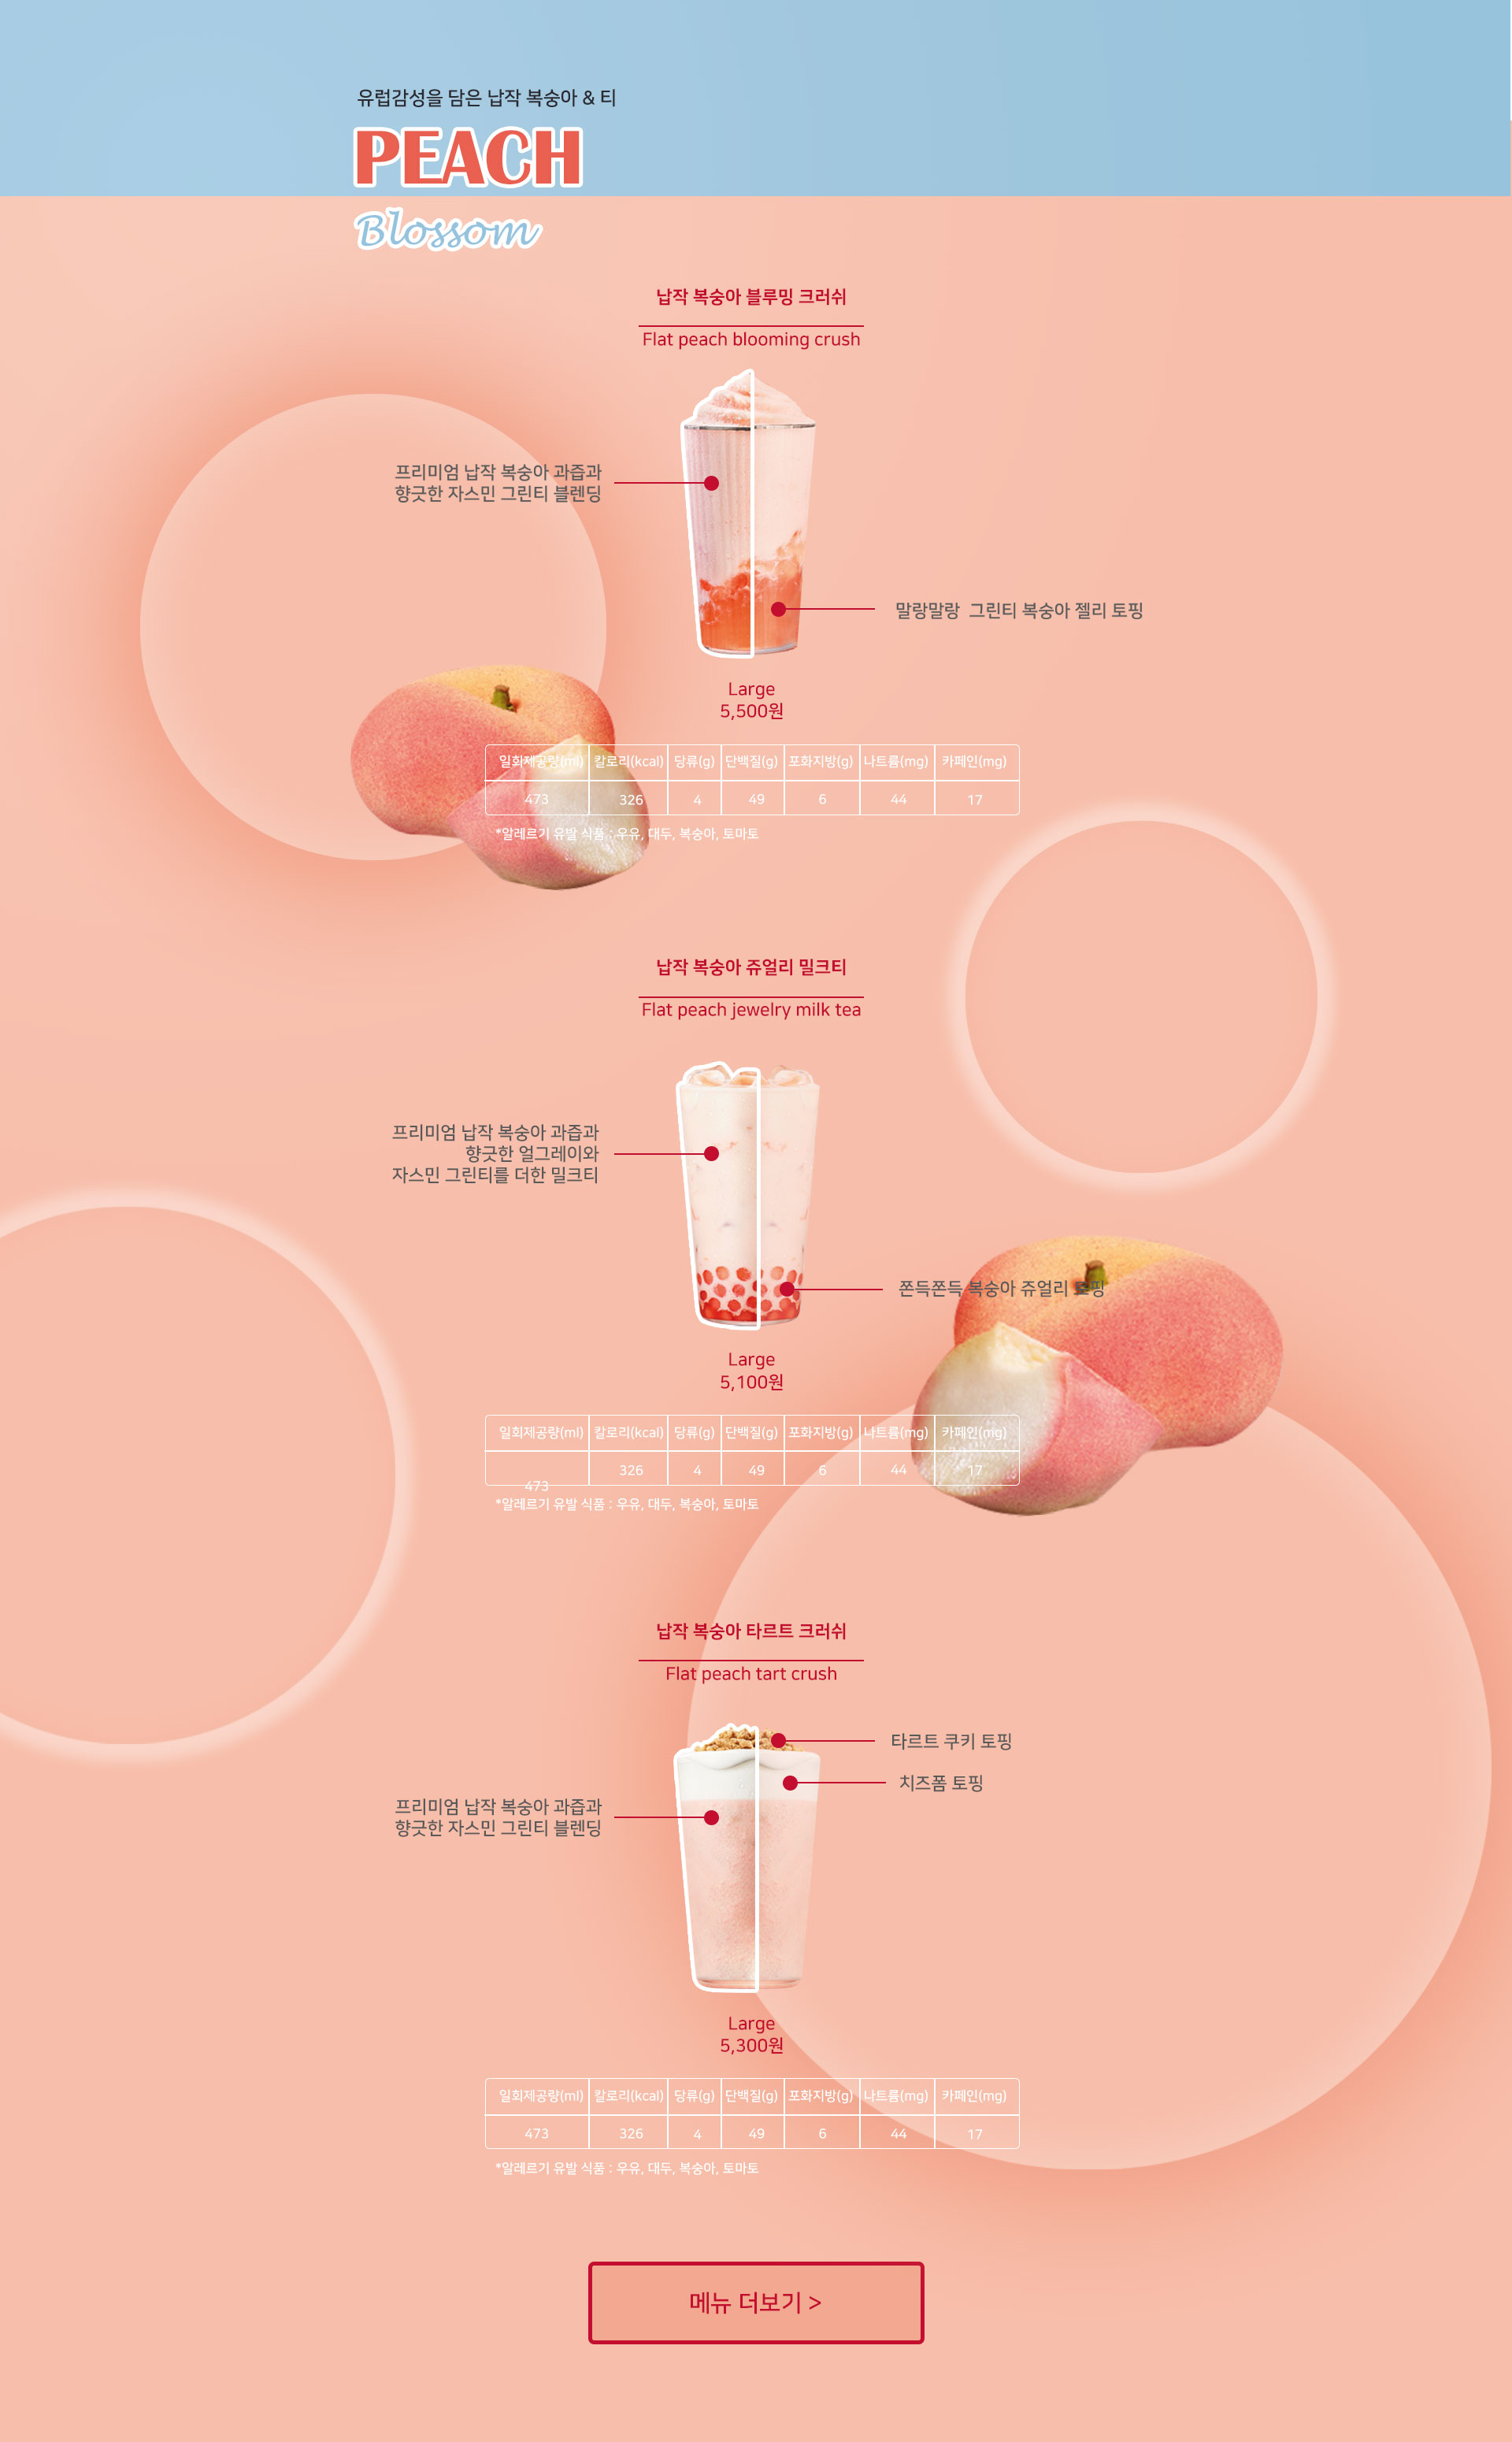 유럽감성을 담은 납작 복숭아 & 티
PEACH
Blossom
납작 복숭아 블루밍 크러쉬
Flat peach blooming crush
프리미엄 납작 복숭아 과즙과
향긋한 자스민 그린티 블렌딩
말랑말랑 그린티 복숭아 젤리 토핑
Large
5,500원
일회제공량(ml) 칼로리(kcal) 당류(g) 단백질(g) 포화지방(g) 나트륨(mg) 카페인(mg)
473 326 4 49 6 44 17
*알레르기 유발 식품 : 우유, 대두, 복숭아, 토마토
납작 복숭아 쥬얼리 밀크티
Flat peach jewelry milk tea
프리미엄 납작 복숭아 과즙과
향긋한 얼그레이와
자스민 그린티를 더한 밀크티
쫀득쫀득 복숭아 쥬얼리 토핑
Large
5,100원
일회제공량(ml) 칼로리(kcal) 당류(g) 단백질(g) 포화지방(g) 나트륨(mg) 카페인(mg)
473 326 4 49 6 44 17
*알레르기 유발 식품 : 우유, 대두, 복숭아, 토마토
납작 복숭아 타르트 크러쉬
Flat peach tart crush
타르트 쿠키 토핑
치즈폼 토핑
프리미엄 납작 복숭아 과즙과
향긋한 자스민 그린티 블렌딩
Large
5,300원
일회제공량(ml) 칼로리(kcal) 당류(g) 단백질(g) 포화지방(g) 나트륨(mg) 카페인(mg)
473 326 4 49 6 44 17
*알레르기 유발 식품 : 우유, 대두, 복숭아, 토마토
메뉴 더보기 >